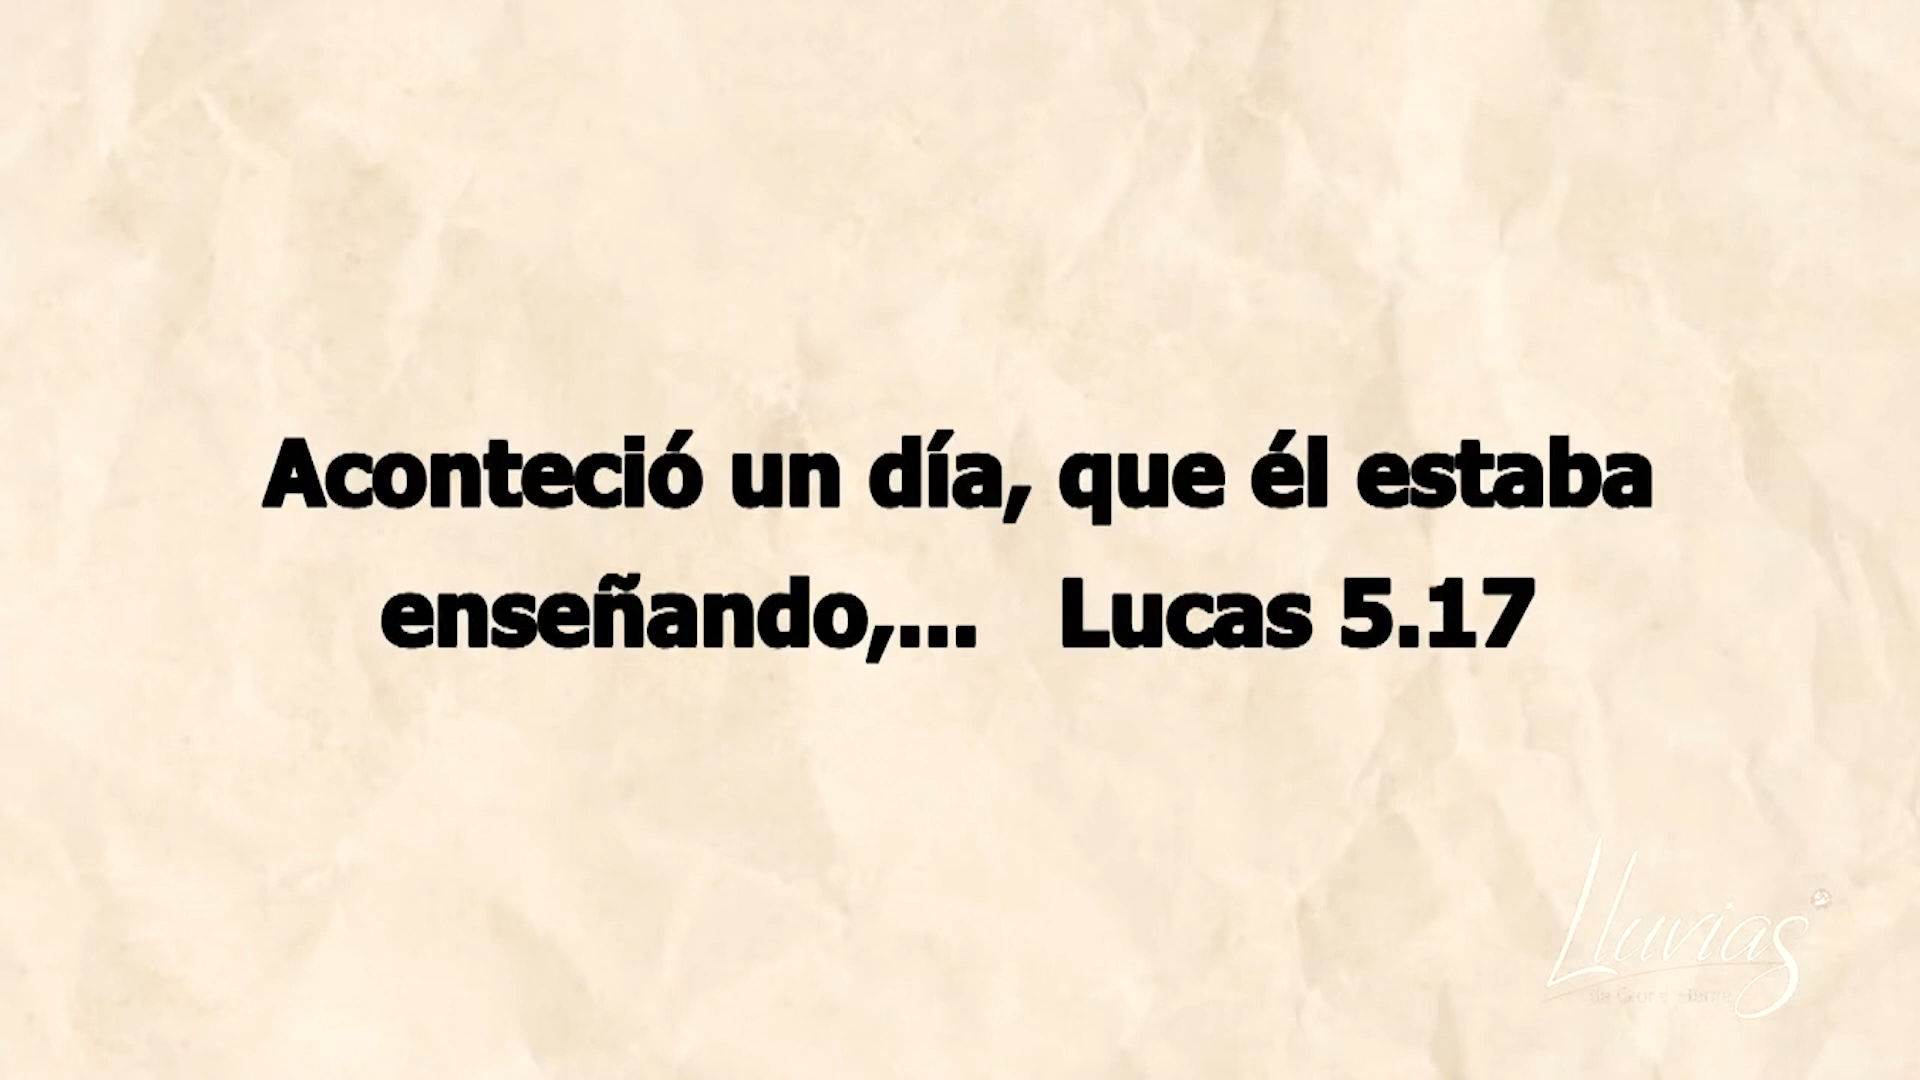 Aconteció un día, que él estaba
enseñando,...   Lucas 5.17
Lluvias